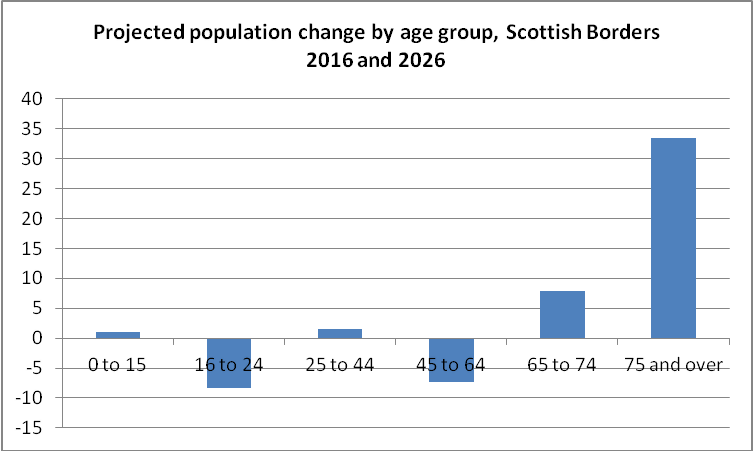 Projected population change by age group, Scottish Borders
2016 and 2026
40
35
30
25
20
15
10
5
0
-5
-10
-15
0 to 15
16 to 24
25 to 44
45 to 64
65 to 74
75 and over